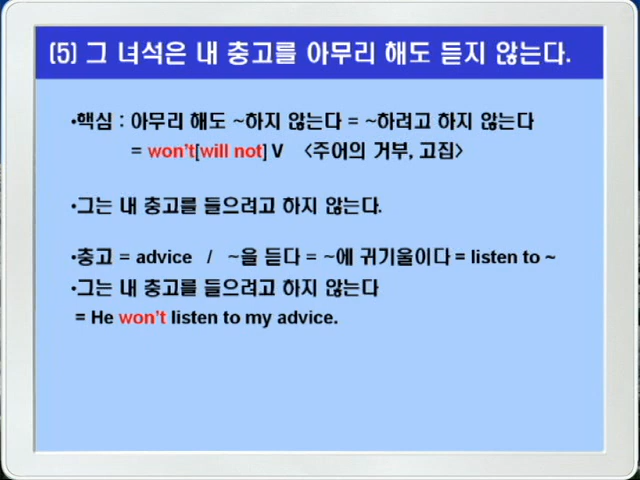 (5) 그 녀석은 내 충고를 아무리 해도 듣지 않는다.
•핵심 : 아무리 해도 ~하지 않는다 = ~하려고 하지 않는다
= won't[will not] V <주어의 거부, 고집>
•그는 내 충고를 들으려고 하지 않는다.
•충고 = advice / ~을 듣다 = ~에 귀기울이다 = listen to ~
•그는 내 충고를 들으려고 하지 않는다
= He won't listen to my advice.